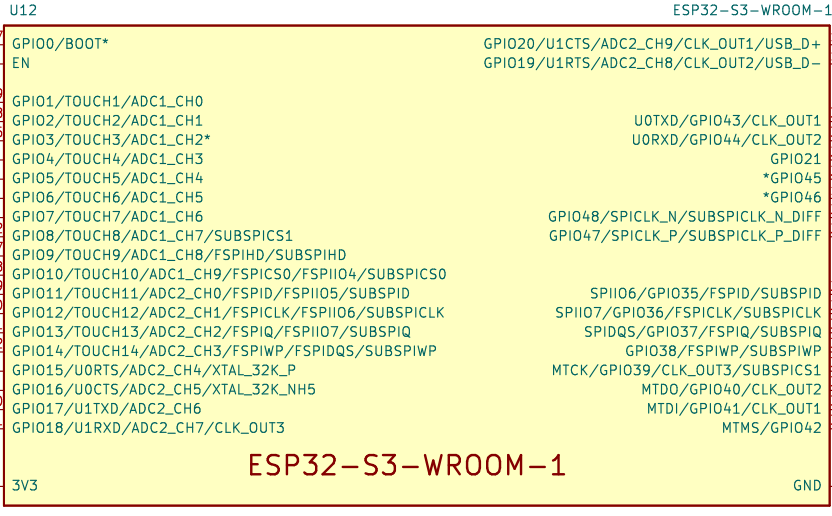 U12 ESP32-S3-WROOM-1
GPIO0/BOOT* GPIO20/U1CTS/ADC2_CH9/CLK_OUT1/USB_D+
EN GPIO19/U1RTS/ADC2_CH8/CLK_OUT2/USB_D-
GPIO1/TOUCH1/ADC1_CH0
GPIO2/TOUCH2/ADC1_CH1 U0TXD/GPIO43/CLK_OUT1
GPIO3/TOUCH3/ADC1_CH2* U0RXD/GPIO44/CLK_OUT2
GPIO4/TOUCH4/ADC1_CH3 GPIO21
GPIO5/TOUCH5/ADC1_CH4 *GPIO45
GPIO6/TOUCH6/ADC1_CH5 *GPIO46
GPIO7/TOUCH7/ADC1_CH6 GPIO48/SPICLK_N/SUBSPICLK_N_DIFF
GPIO8/TOUCH8/ADC1_CH7/SUBSPICS1 GPIO47/SPICLK_P/SUBSPICLK_P_DIFF
GPIO9/TOUCH9/ADC1_CH8/FSPIHD/SUBSPIHD
GPIO10/TOUCH10/ADC1_CH9/FSPICS0/FSPIIO4/SUBSPICS0
GPIO11/TOUCH11/ADC2_CH0/FSPID/FSPIIO5/SUBSPID SPIIO6/GPIO35/FSPID/SUBSPID
GPIO12/TOUCH12/ADC2_CH1/FSPICLK/FSPIIO6/SUBSPICLK SPIIO7/GPIO36/FSPICLK/SUBSPICLK
GPIO13/TOUCH13/ADC2_CH2/FSPIQ/FSPIIO7/SUBSPIQ SPIDQS/GPIO37/FSPIQ/SUBSPIQ
GPIO14/TOUCH14/ADC2_CH3/FSPIWP/FSPIDQS/SUBSPIWP GPIO38/FSPIWP/SUBSPIWP
GPIO15/U0RTS/ADC2_CH4/XTAL_32K_P MTCK/GPIO39/CLK_OUT3/SUBSPICS1
GPIO16/U0CTS/ADC2_CH5/XTAL_32K_NH5 MTDO/GPIO40/CLK_OUT2
GPIO17/U1TXD/ADC2_CH6 MTDI/GPIO41/CLK_OUT1
GPIO18/U1RXD/ADC2_CH7/CLK_OUT3 MTMS/GPIO42
ESP32-S3-WROOM-1
3V3 GND